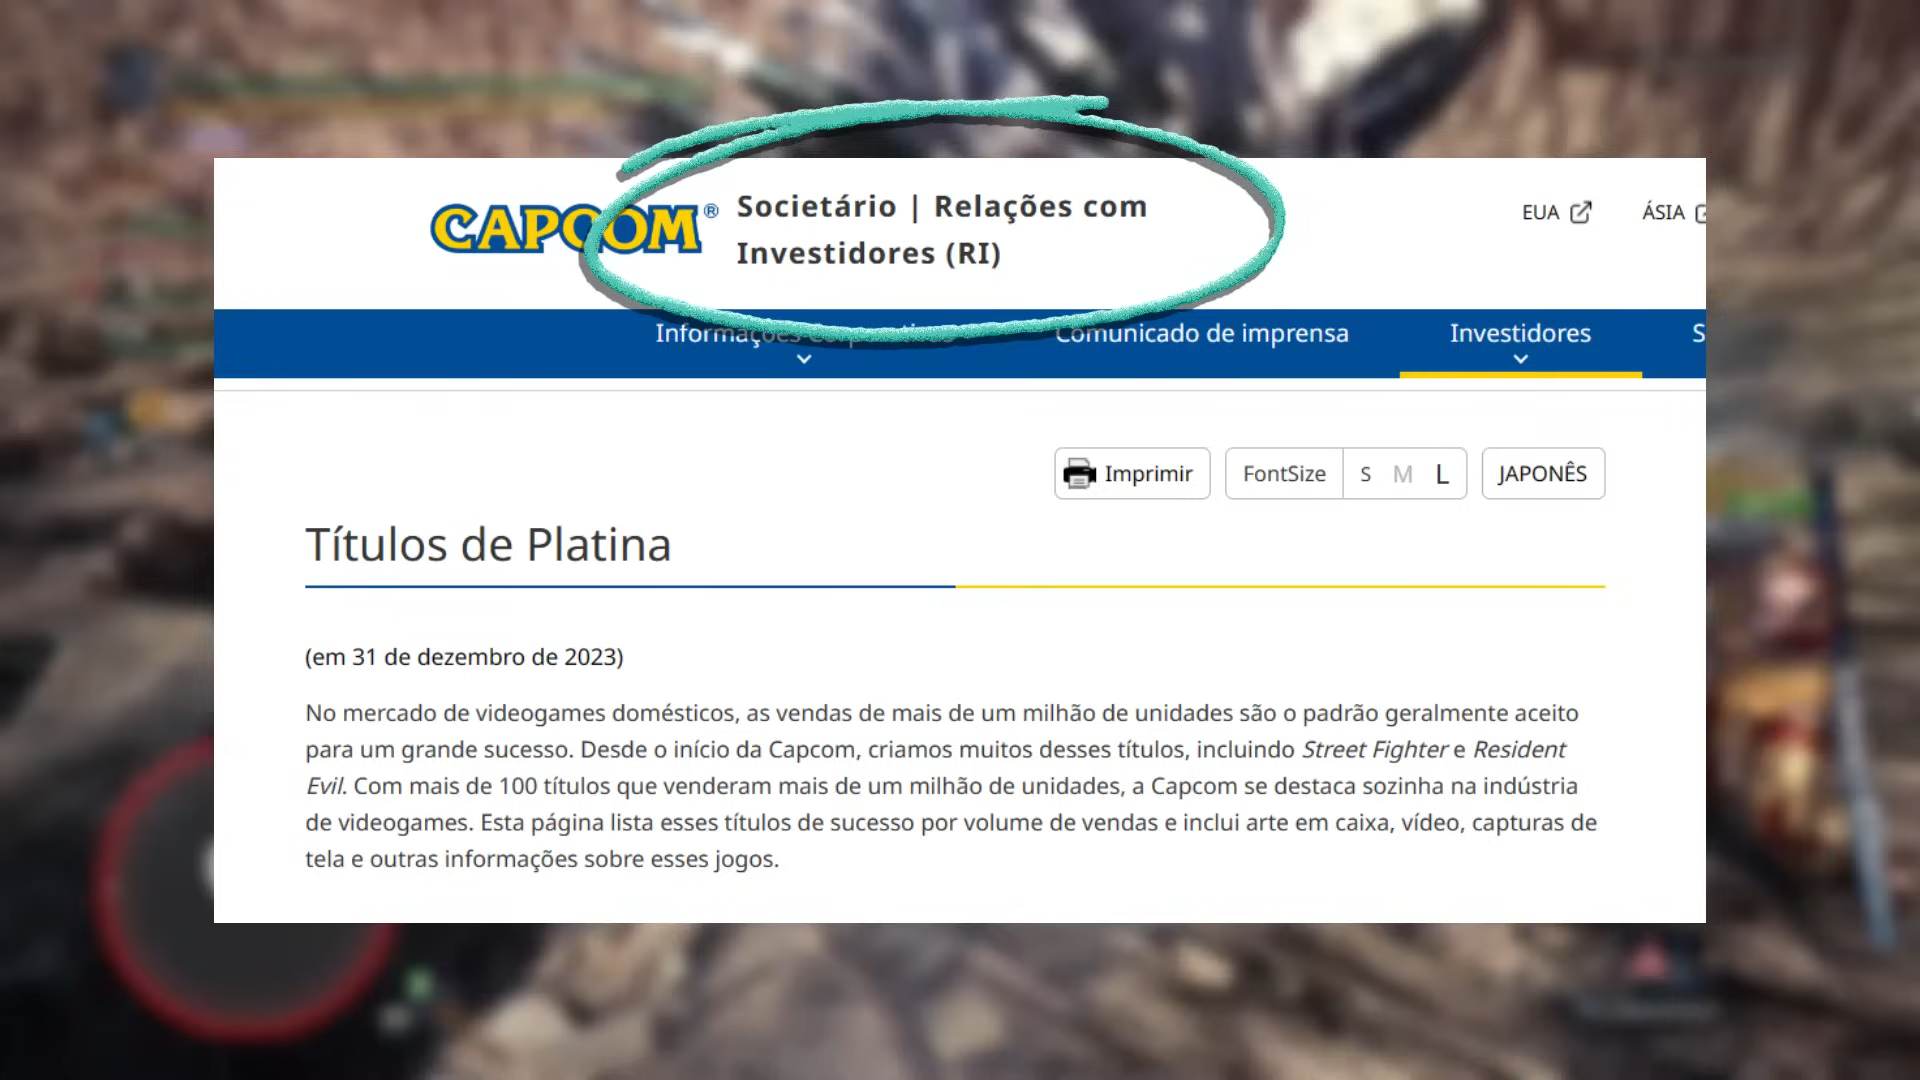 CAPCOM®
Societário | Relações com
Investidores (RI)
EUA
ÁSIA
Informações
Comunicado de imprensa
Investidores
S
Imprimir
FontSize S M L
JAPONÊS
Títulos de Platina
(em 31 de dezembro de 2023)
No mercado de videogames domésticos, as vendas de mais de um milhão de unidades são o padrão geralmente aceito
para um grande sucesso. Desde o início da Capcom, criamos muitos desses títulos, incluindo Street Fighter e Resident
Evil. Com mais de 100 títulos que venderam mais de um milhão de unidades, a Capcom se destaca sozinha na indústria
de videogames. Esta página lista esses títulos de sucesso por volume de vendas e inclui arte em caixa, vídeo, capturas de
tela e outras informações sobre esses jogos.